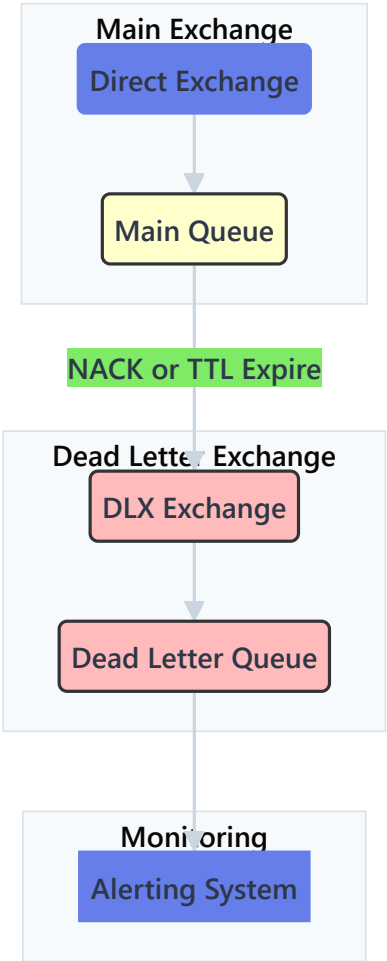 Main Exchange
Direct Exchange
Main Queue
NACK or TTL Expire
Dead Letter Exchange
DLX Exchange
Dead Letter Queue
Monitoring
Alerting System